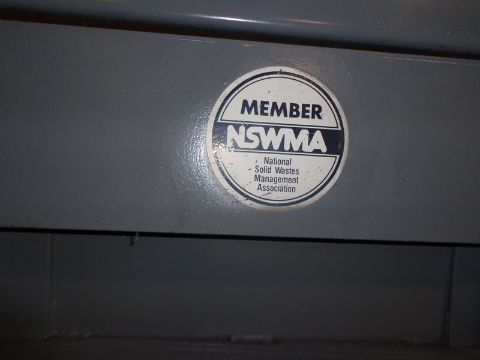 MEMBER
NSWMA
National
Solid Wastes
Management
Association